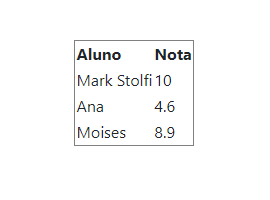 Aluno Nota
Mark Stolfi 10
Ana 4.6
Moises 8.9